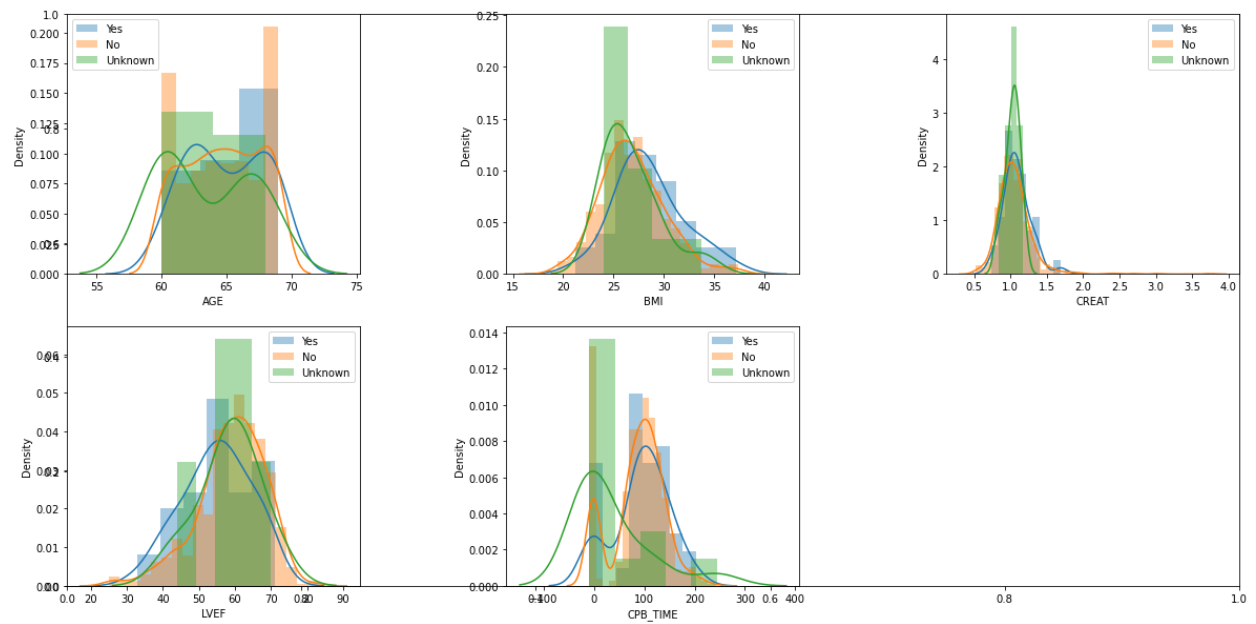 1.0
0.200
0.175
0.150
0.125
0.100
0.075
0.050
0.025
0.000
Density
Yes
No
Unknown
55 60 65 70 75
AGE
0.25
0.20
0.15
0.10
0.05
0.00
Density
Yes
No
Unknown
15 20 25 30 35 40
BMI
4
3
2
1
0
Density
Yes
No
Unknown
0.5 1.0 1.5 2.0 2.5 3.0 3.5 4.0
CREAT
0.06
0.05
0.04
0.03
0.02
0.01
Density
Yes
No
Unknown
0.0 20 30 40 50 60 70 80 90
LVEF
0.014
0.012
0.010
0.008
0.006
0.004
0.002
0.000
Density
Yes
No
Unknown
0 100 200 300 0.6 400
CPB_TIME
0.8 1.0